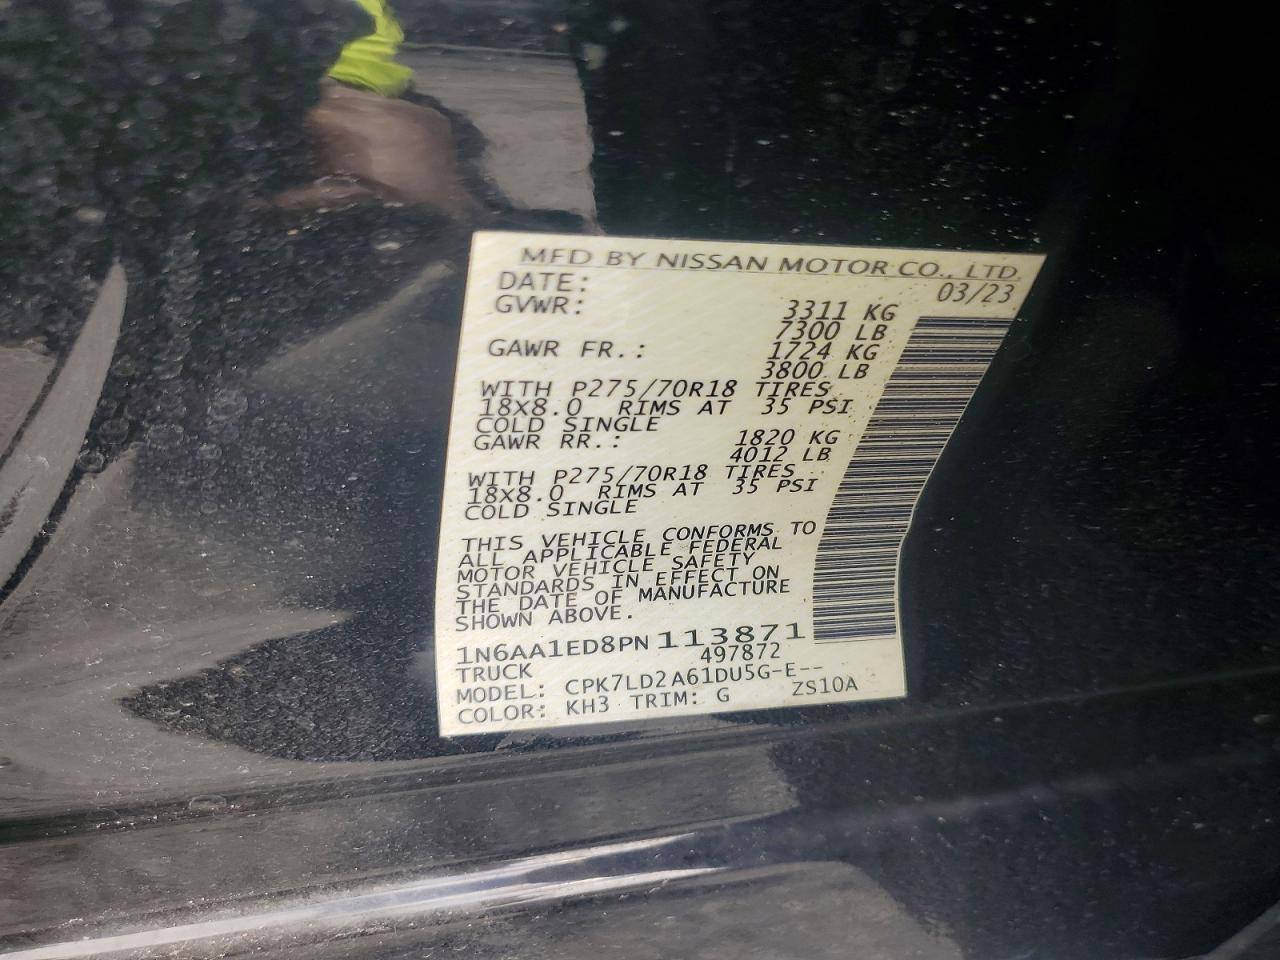 MFD BY NISSAN MOTOR CO., LTD.
DATE: 03/23
GVWR: 3311 KG
7300 LB
GAWR FR.: 1724 KG
3800 LB
WITH P275/70R18 TIRES
18X8.0 RIMS AT 35 PSI
COLD SINGLE
GAWR RR.: 1820 KG
4012 LB
WITH P275/70R18 TIRES
18X8.0 RIMS AT 35 PSI
COLD SINGLE
THIS VEHICLE CONFORMS TO
ALL APPLICABLE FEDERAL
MOTOR VEHICLE SAFETY
STANDARDS IN EFFECT ON
THE DATE OF MANUFACTURE
SHOWN ABOVE.
1N6AA1ED8PN113871
TRUCK 497872
MODEL: CPK7LD2A61DU5G-E--
COLOR: KH3 TRIM: G ZS10A